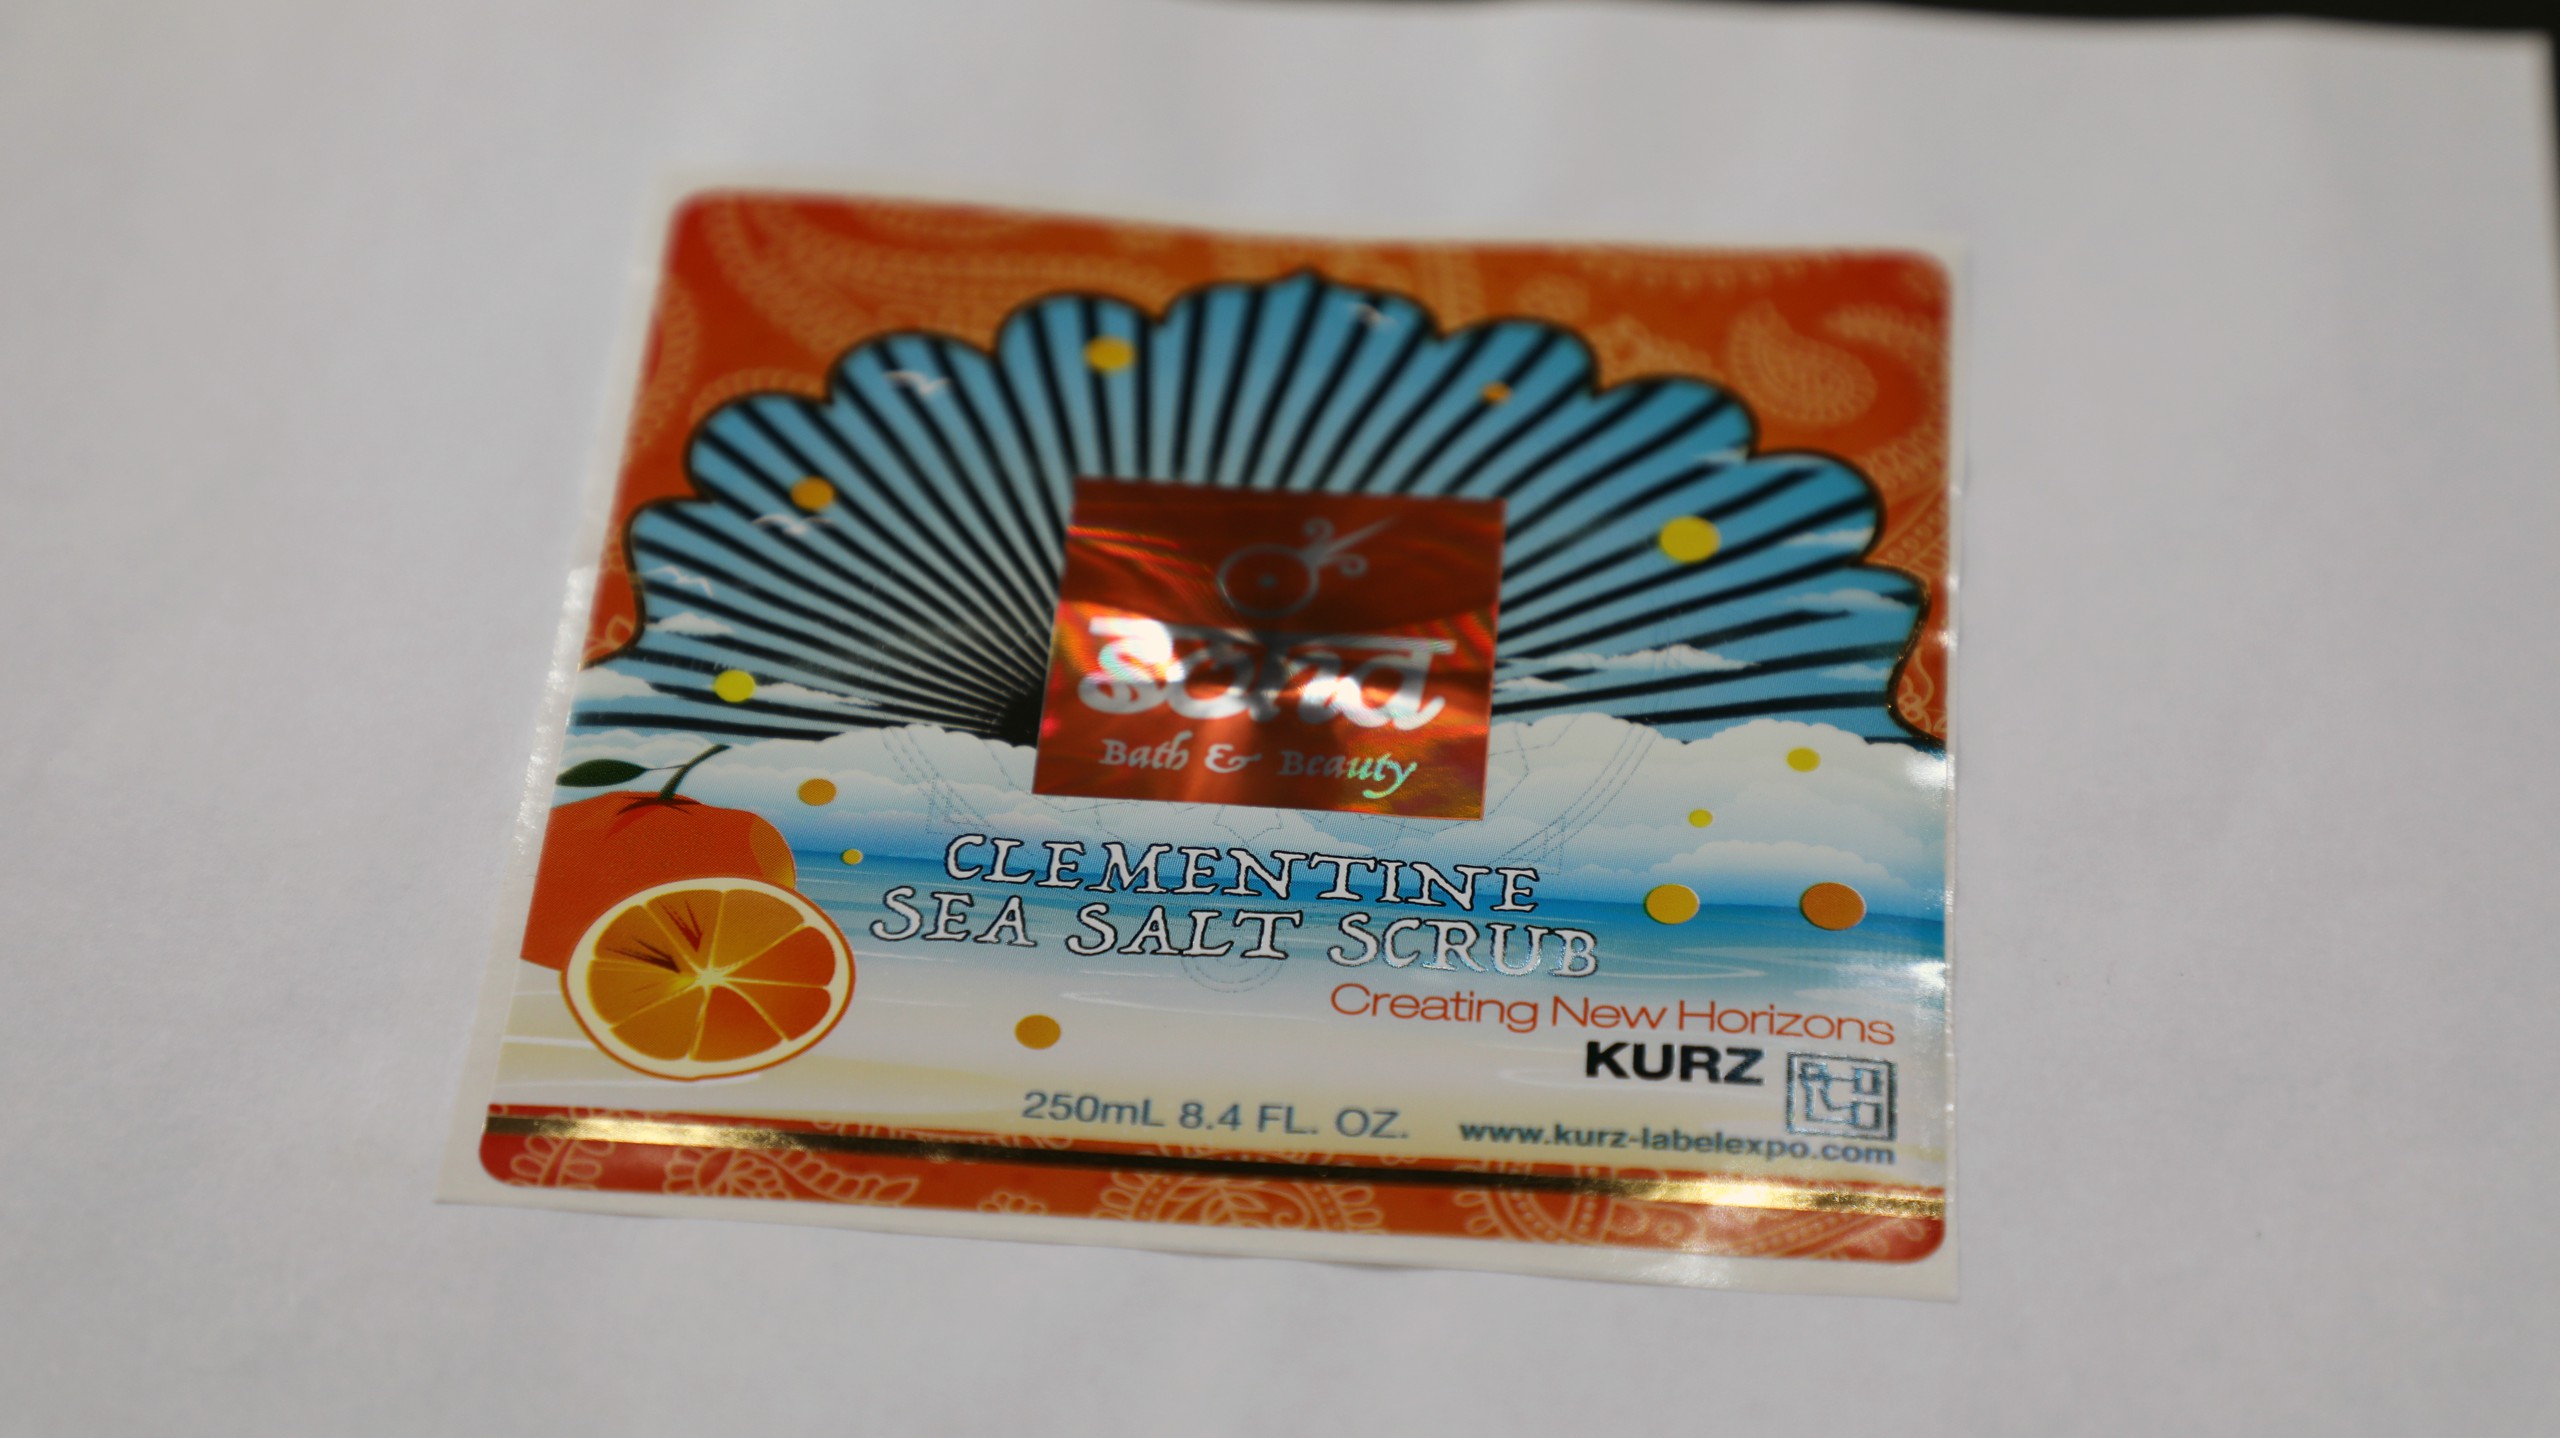 Sona
Bath & Beauty
CLEMENTINE
SEA SALT SCRUB
Creating New Horizons
KURZ
250mL 8.4 FL. OZ.
www.kurz-labelexpo.com